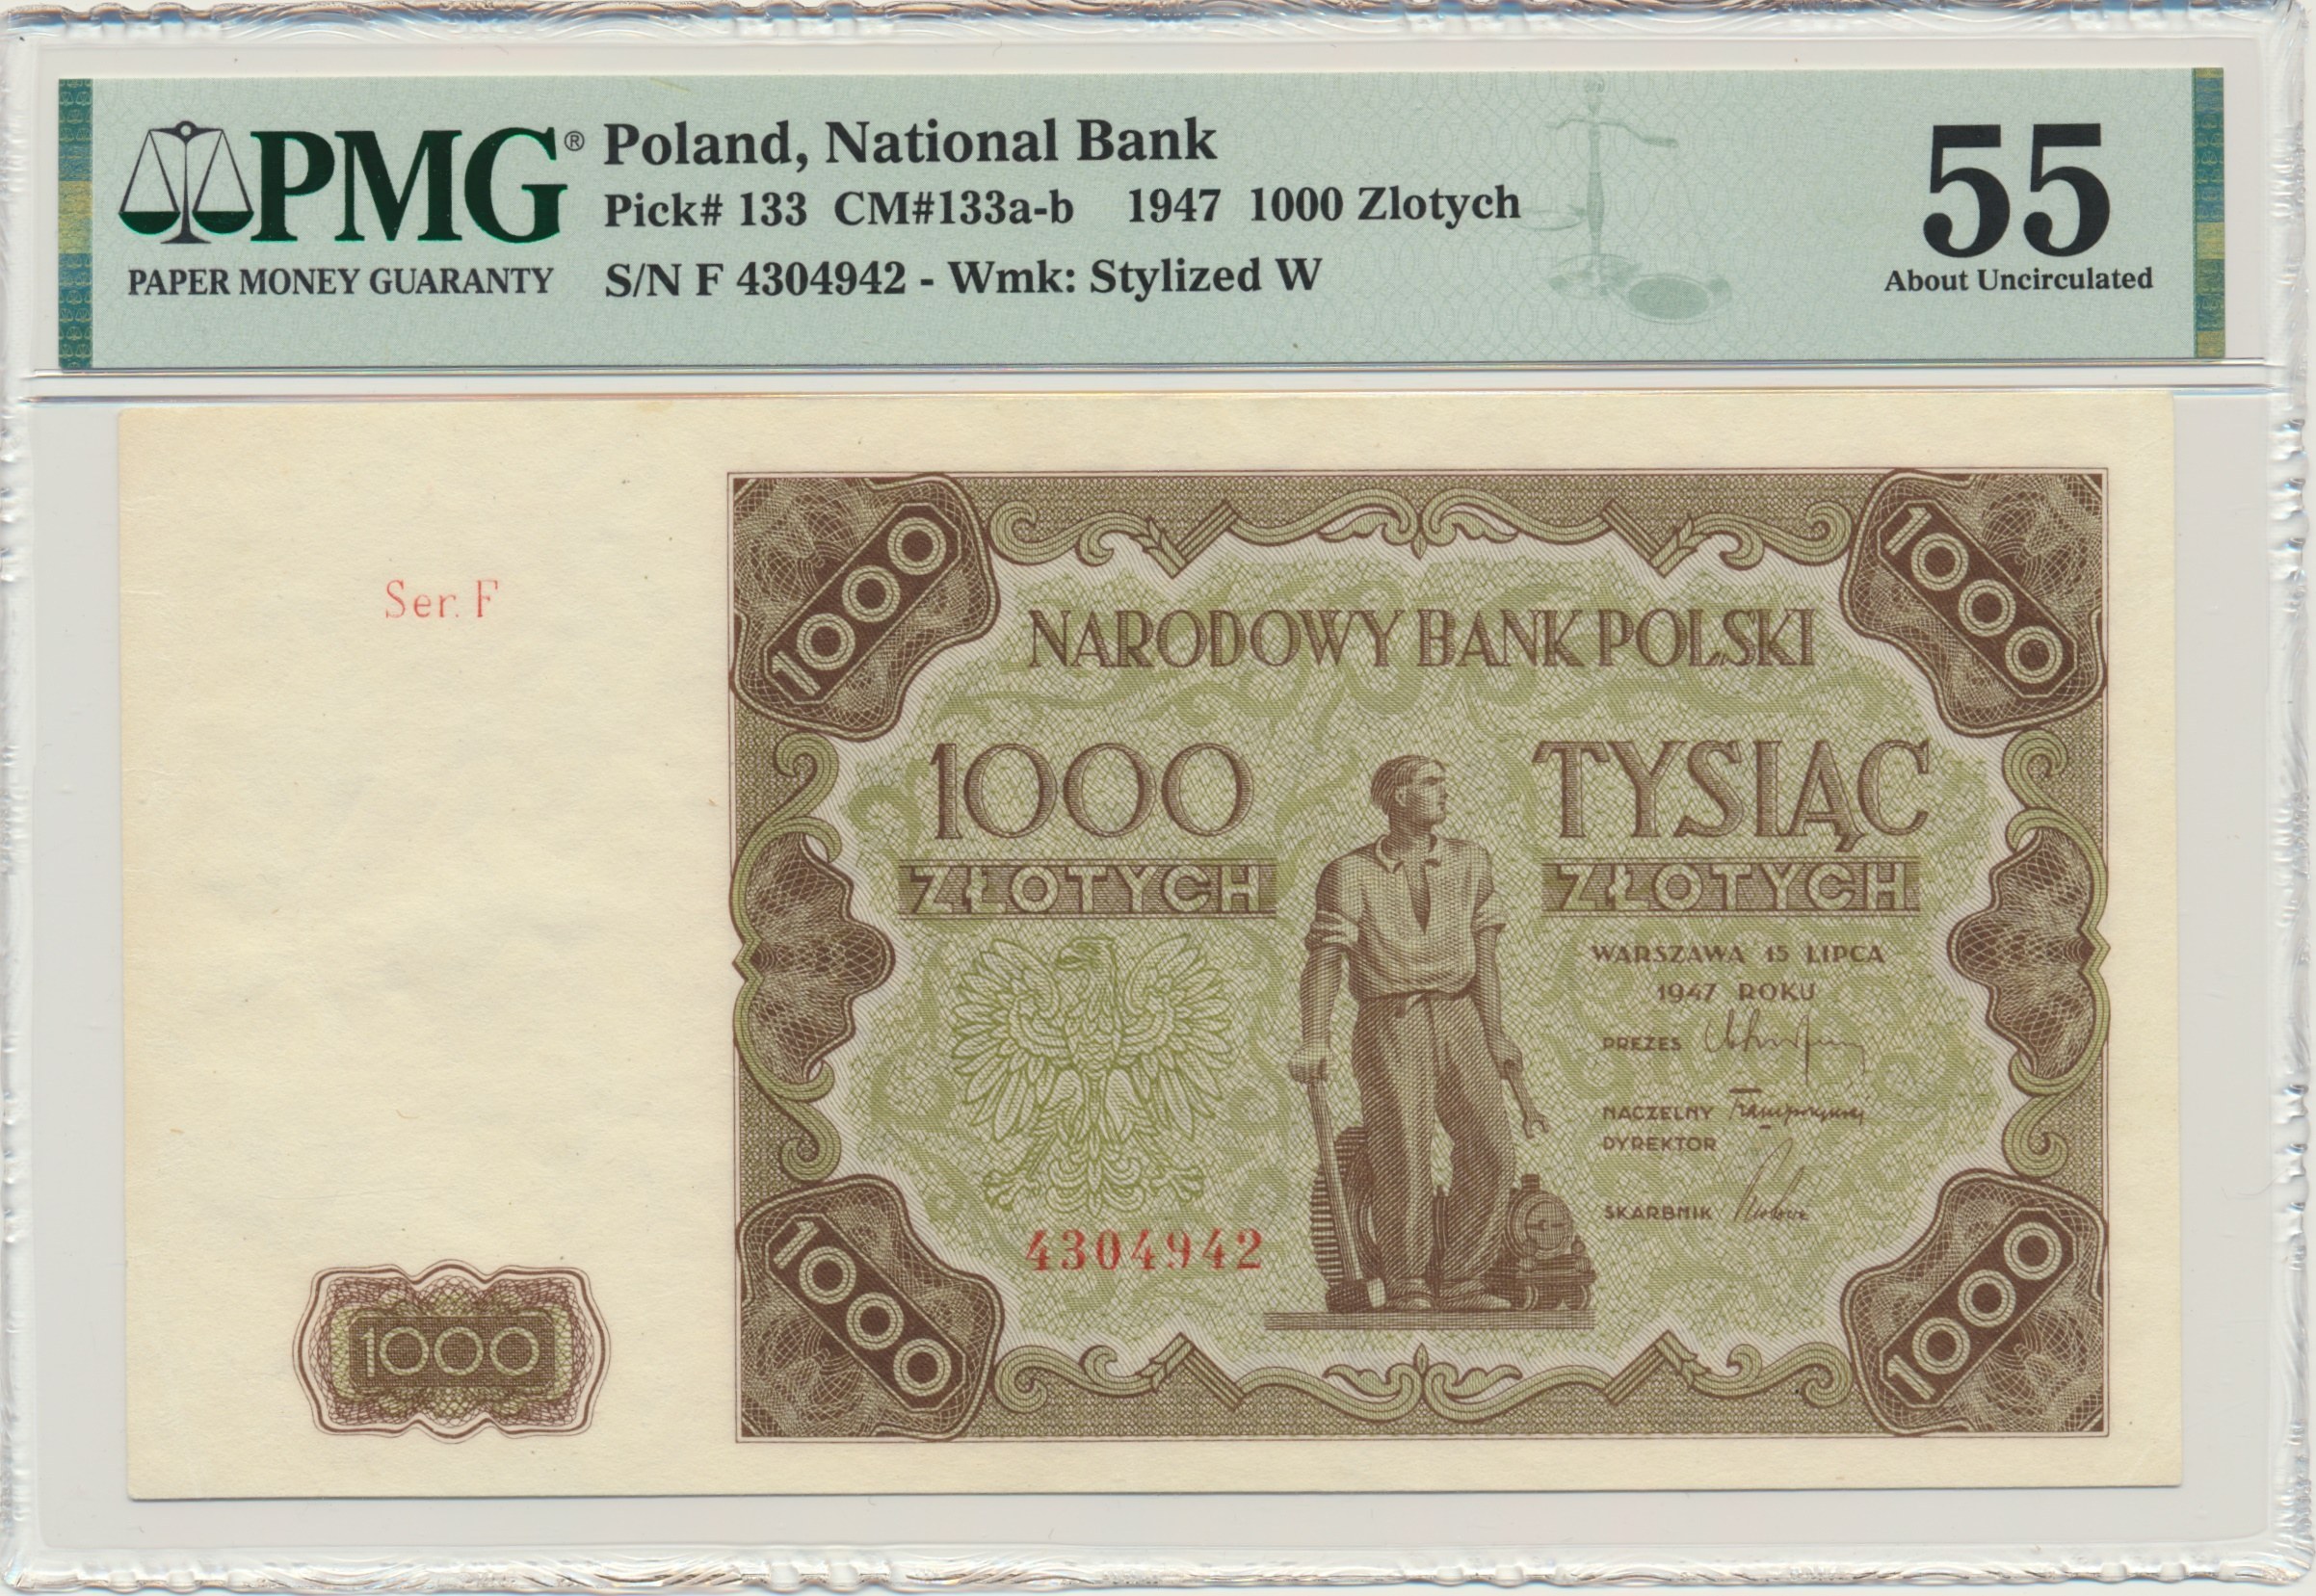 PMG®
PAPER MONEY GUARANTY
Poland, National Bank
Pick# 133 CM#133a-b 1947 1000 Zlotych
S/N F 4304942 - Wmk: Stylized W
55
About Uncirculated
Ser. F
1000
1000
NARODOWY BANK POLSKI
1000
ZŁOTYCH
TYSIĄC
ZŁOTYCH
WARSZAWA 15 LIPCA
1947 ROKU
PREZES
NACZELNY
DYREKTOR
SKARBNIK
4304942
1000
1000
1000